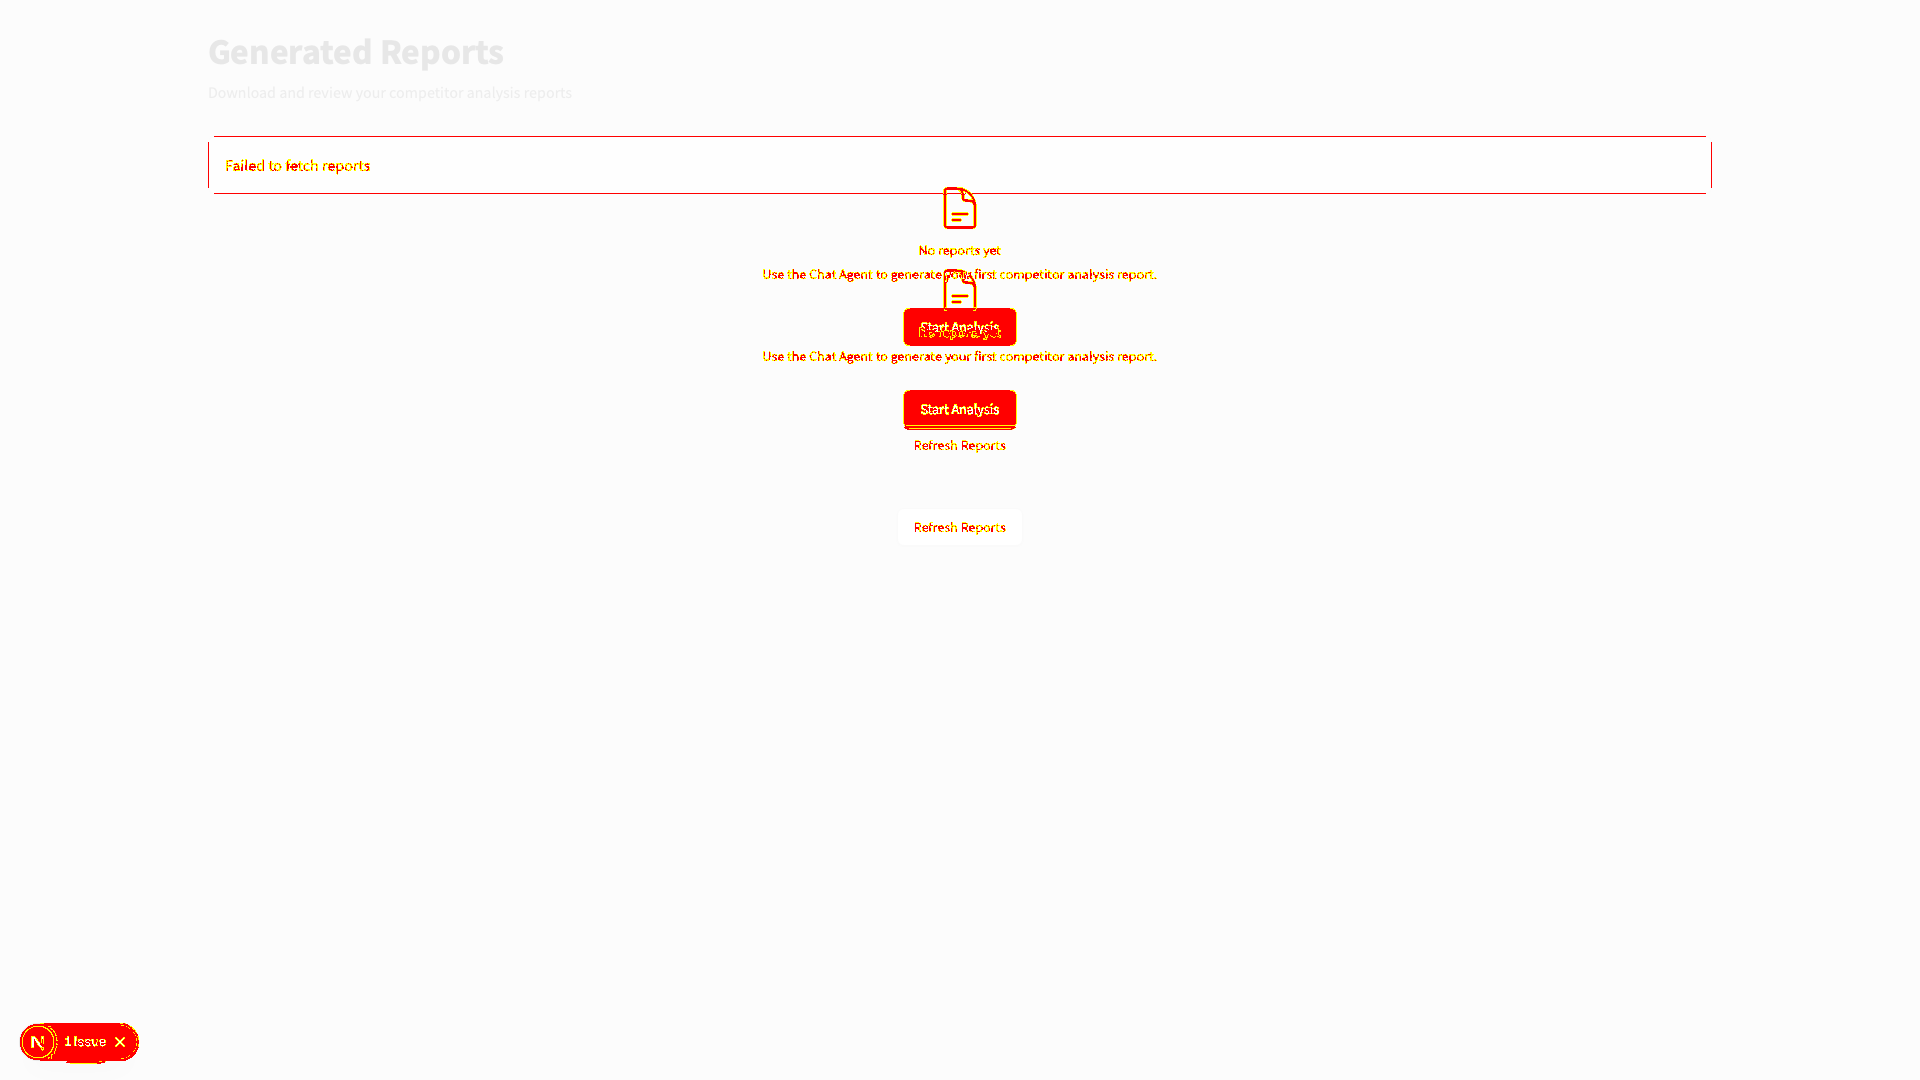 Generated Reports
Download and review your competitor analysis reports
Failed to fetch reports
No reports yet
Use the Chat Agent to generate your first competitor analysis report.
Start Analysis
No reports yet
Use the Chat Agent to generate your first competitor analysis report.
Start Analysis
Refresh Reports
Refresh Reports
N 1 Issue